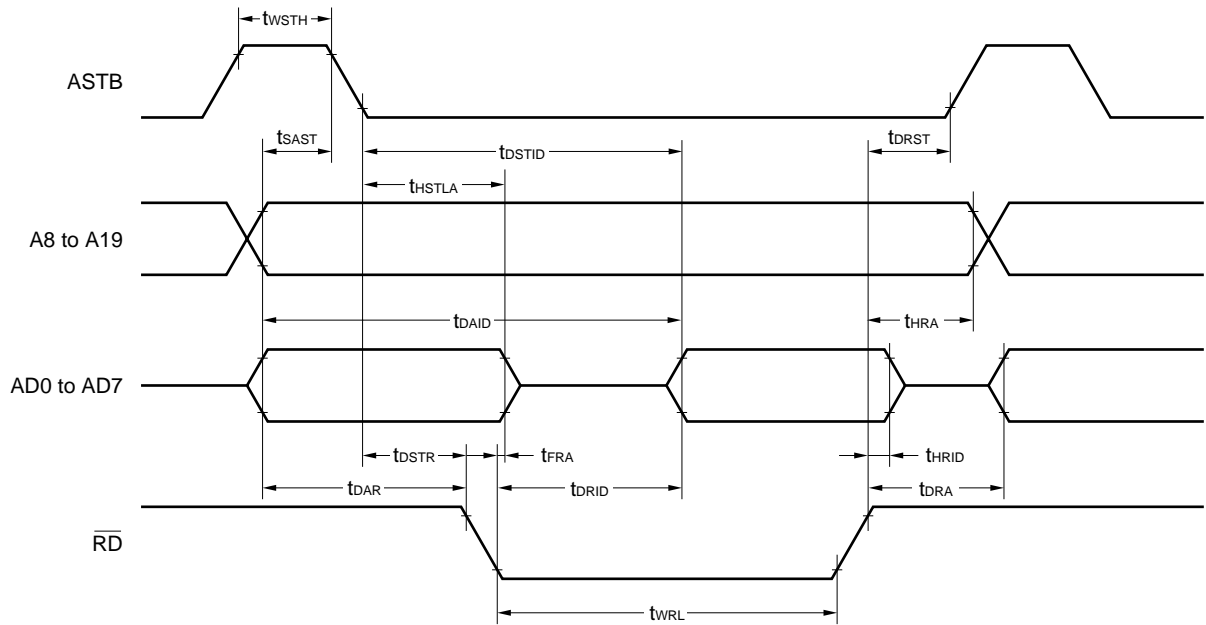 tWSTH
ASTB
tSAST
tDSTID
tDRST
tHSTLA
A8 to A19
tDAID
tHRA
AD0 to AD7
tDSTR
tFRA
tHRID
tDAR
tDRID
tDRA
RD
tWRL